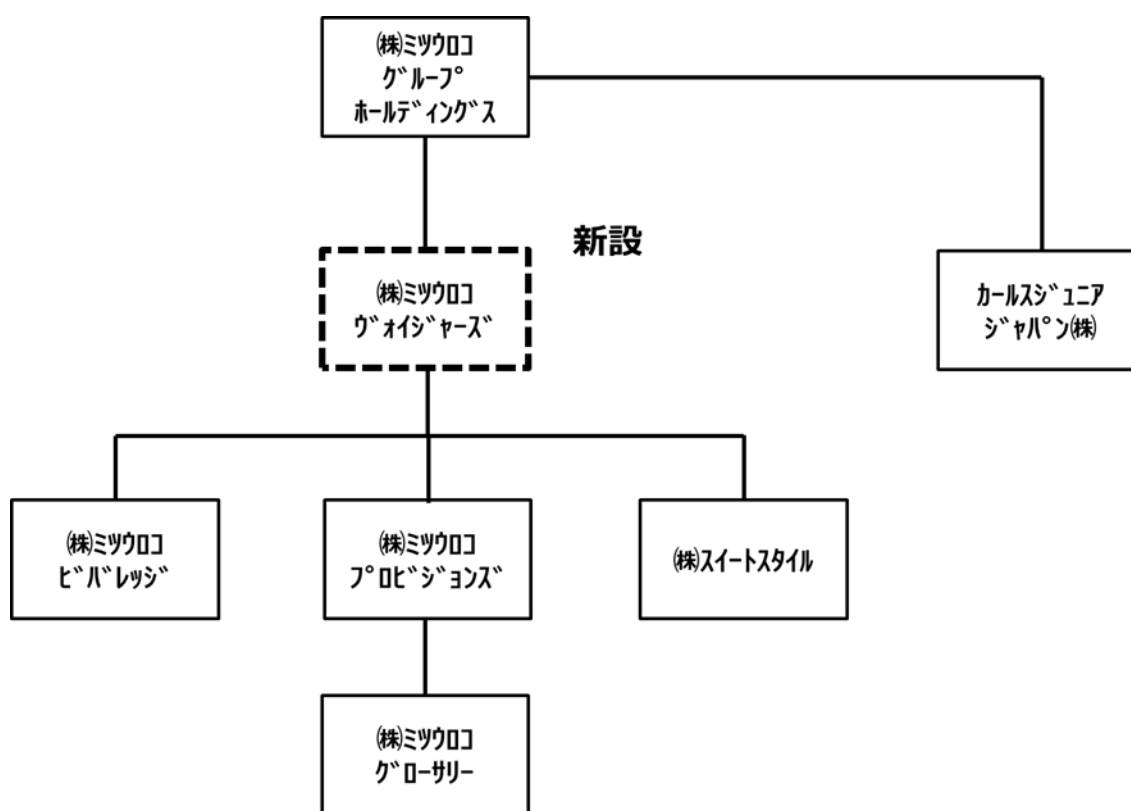 ㈱ミツウロコ
グループ
ホールディングス
新設
㈱ミツウロコ
ヴォイジャーズ
カールスジュニア
ジャパン㈱
㈱ミツウロコ
ビバレッジ
㈱ミツウロコ
プロビジョンズ
㈱スイートスタイル
㈱ミツウロコ
グローサリー